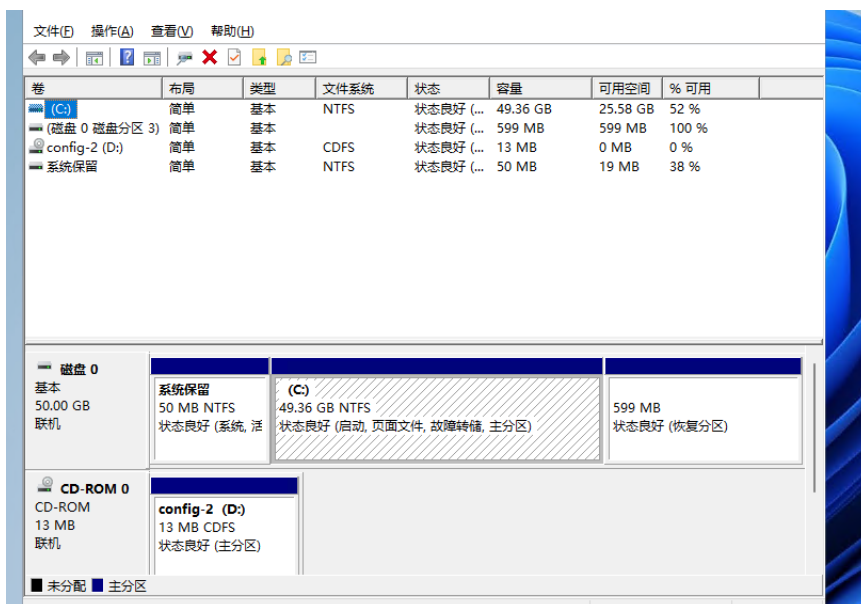 文件(F) 操作(A) 查看(V) 帮助(H)
卷 布局 类型 文件系统 状态 容量 可用空间 % 可用
(C:) 简单 基本 NTFS 状态良好 (... 49.36 GB 25.58 GB 52 %
(磁盘 0 磁盘分区 3) 简单 基本 状态良好 (... 599 MB 599 MB 100 %
config-2 (D:) 简单 基本 CDFS 状态良好 (... 13 MB 0 MB 0 %
系统保留 简单 基本 NTFS 状态良好 (... 50 MB 19 MB 38 %
磁盘 0
基本
50.00 GB
联机
系统保留
50 MB NTFS
状态良好 (系统, 活
(C:)
49.36 GB NTFS
状态良好 (启动, 页面文件, 故障转储, 主分区)
599 MB
状态良好 (恢复分区)
CD-ROM 0
CD-ROM
13 MB
联机
config-2 (D:)
13 MB CDFS
状态良好 (主分区)
未分配 主分区